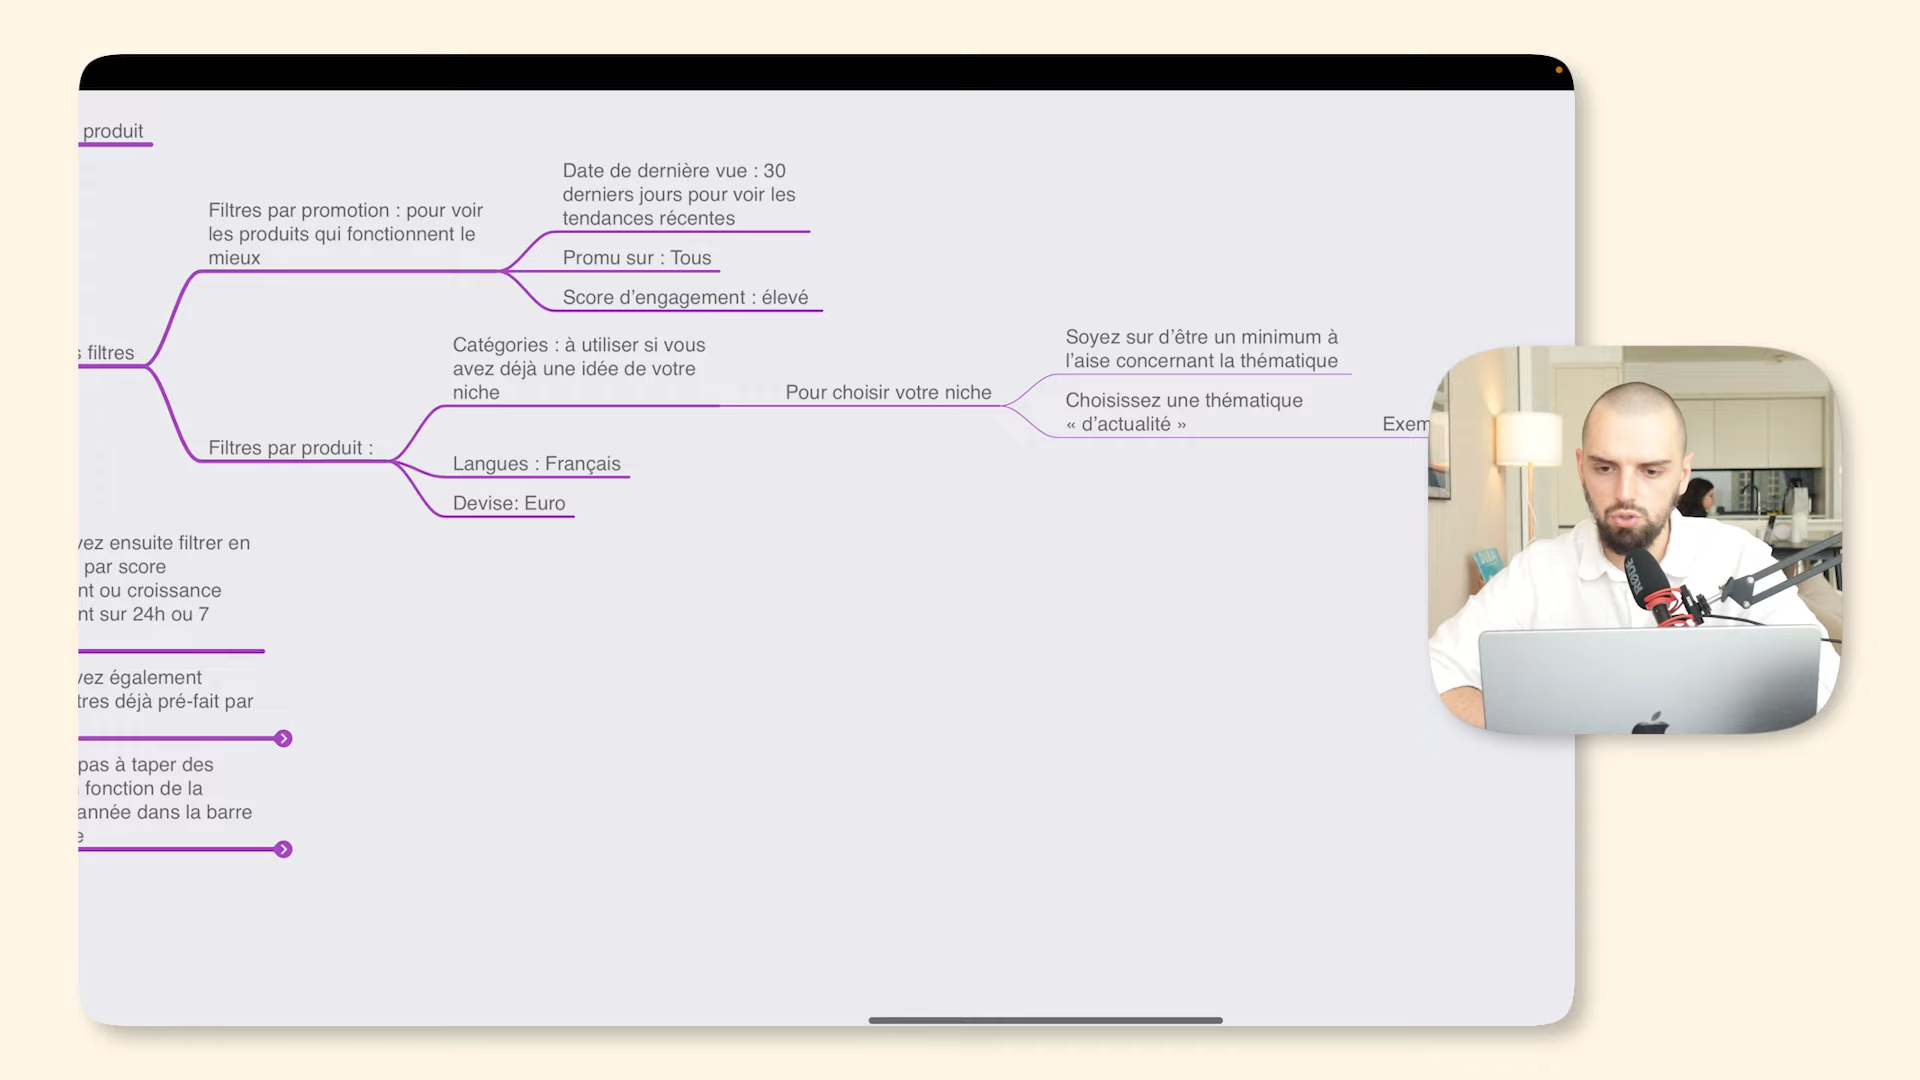 produit
Date de dernière vue : 30
derniers jours pour voir les
tendances récentes
Filtres par promotion : pour voir
les produits qui fonctionnent le
mieux
Promu sur : Tous
Score d’engagement : élevé
s filtres
Catégories : à utiliser si vous
avez déjà une idée de votre
niche
Pour choisir votre niche
Soyez sur d’être un minimum à
l’aise concernant la thématique
Choisissez une thématique
« d’actualité »
Exem
Filtres par produit :
Langues : Français
Devise: Euro
vez ensuite filtrer en
par score
nt ou croissance
nt sur 24h ou 7
vez également
tres déjà pré-fait par
pas à taper des
fonction de la
année dans la barre
e
RØDE